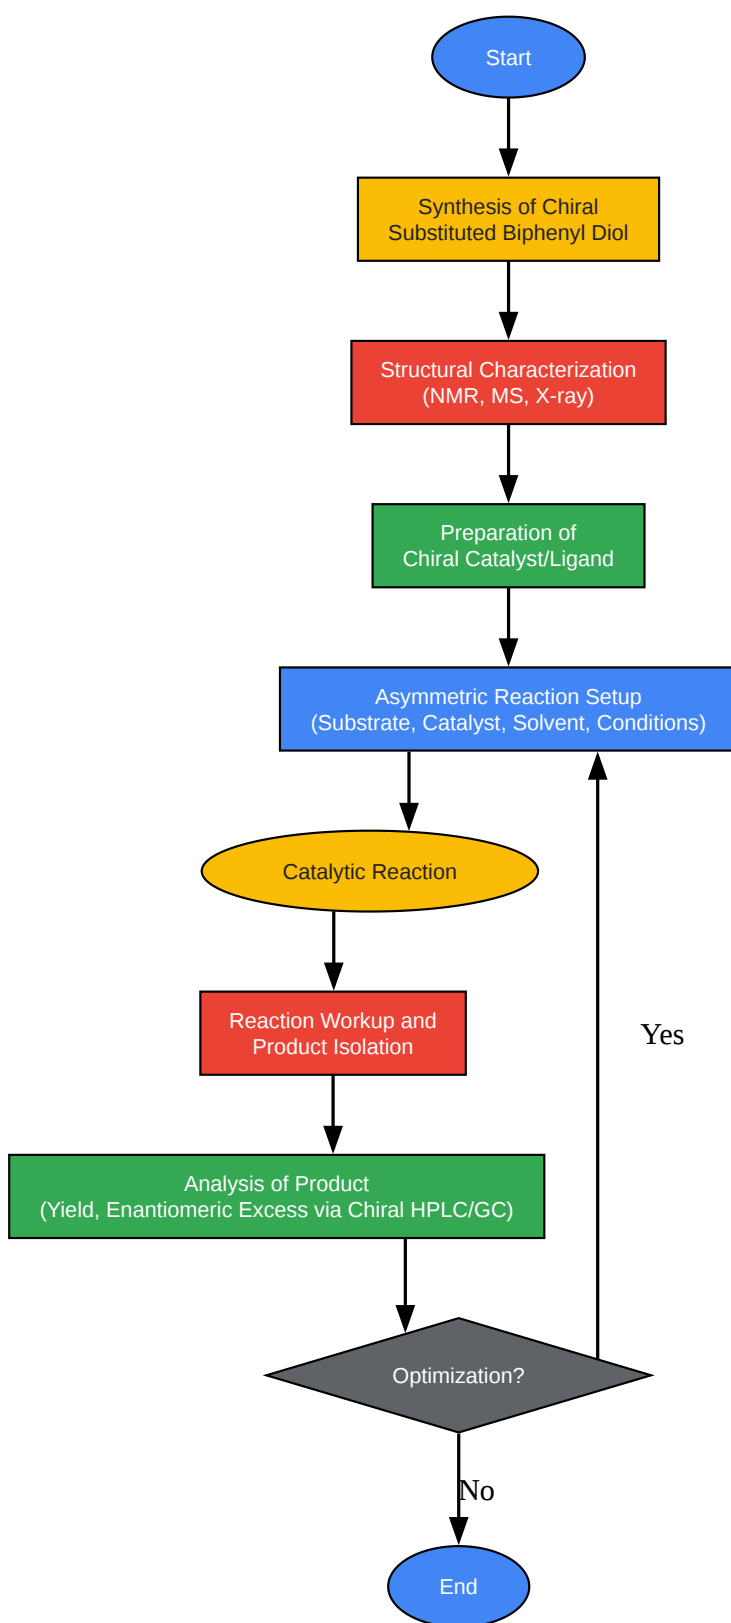 Start
Synthesis of Chiral
Substituted Biphenyl Diol
Structural Characterization
(NMR, MS, X-ray)
Preparation of
Chiral Catalyst/Ligand
Asymmetric Reaction Setup
(Substrate, Catalyst, Solvent, Conditions)
Catalytic Reaction
Reaction Workup and
Product Isolation
Yes
Analysis of Product
(Yield, Enantiomeric Excess via Chiral HPLC/GC)
Optimization?
No
End